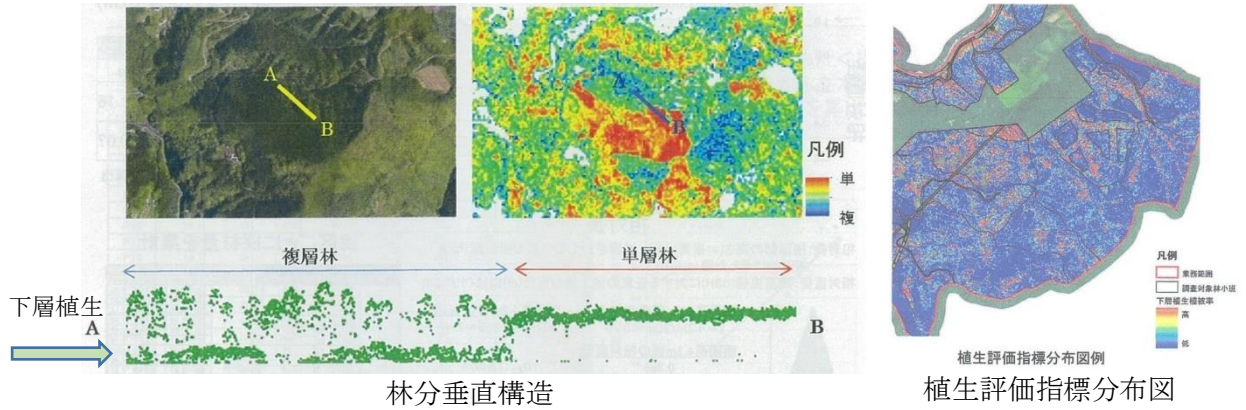 A
B
A
B
凡例
単
複
複層林
単層林
下層植生
A
B
林分垂直構造
凡例
業務範囲
調査対象林小班
下層植生植被率
高
低
植生評価指標分布図例
植生評価指標分布図